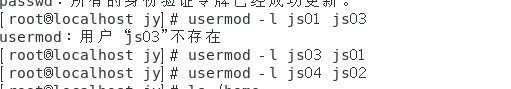 passwd：所有的身份验证令牌已经成功更新。
[root@localhost jy]# usermod -l js01 js03
usermod：用户“js03”不存在
[root@localhost jy]# usermod -l js03 js01
[root@localhost jy]# usermod -l js04 js02
[root@localhost jy]# ls /home